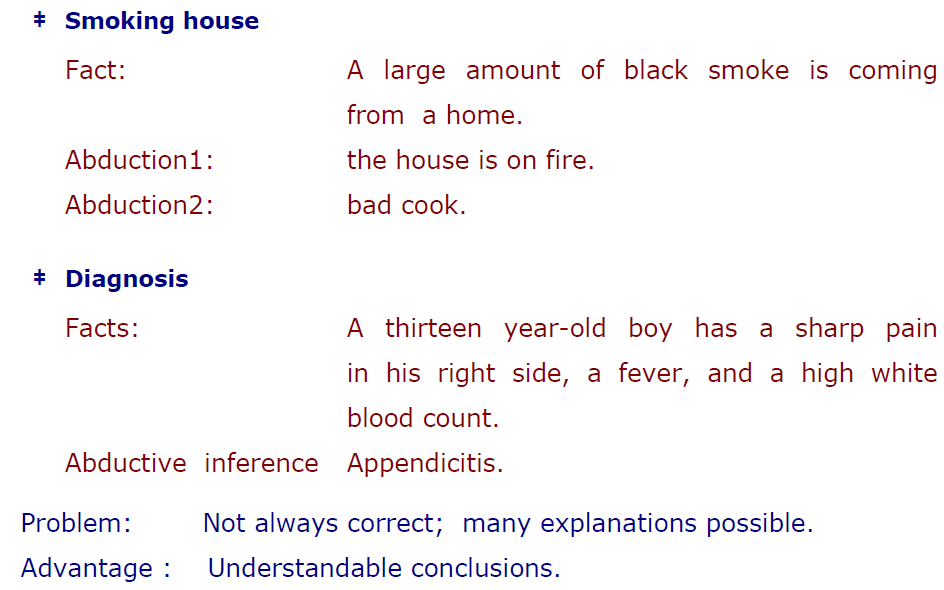 ‡ Smoking house
Fact: A large amount of black smoke is coming
from a home.
Abduction1: the house is on fire.
Abduction2: bad cook.
‡ Diagnosis
Facts: A thirteen year-old boy has a sharp pain
in his right side, a fever, and a high white
blood count.
Abductive inference Appendicitis.
Problem: Not always correct; many explanations possible.
Advantage : Understandable conclusions.